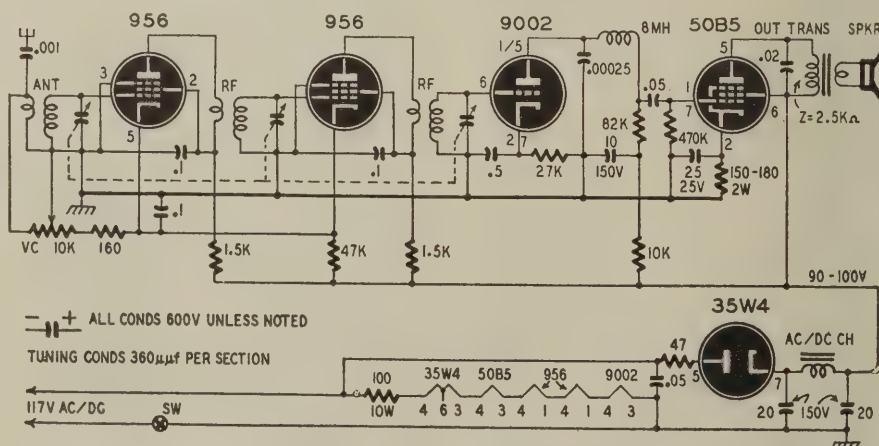 956 956 9002 50B5 OUT TRANS SPKR
.001 3 2 1/5 8MH 5 .02
ANT RF RF 6 .00025 .05 1 7 6
5 82K 470K Z=2.5KΩ
2 7 10 2
.1 .1 .5 27K 150V 25 25V 150-180 2W
.1
VC 10K 160 1.5K 47K 1.5K 10K
90-100V
35W4
– + ALL CONDS 600V UNLESS NOTED
47 AC/DC CH
TUNING CONDS 360µµf PER SECTION
100 35W4 50B5 956 9002 .05 5 7
10W 4 6 3 4 3 4 1 4 1 4 3
117V AC/DC SW 20 150V 20